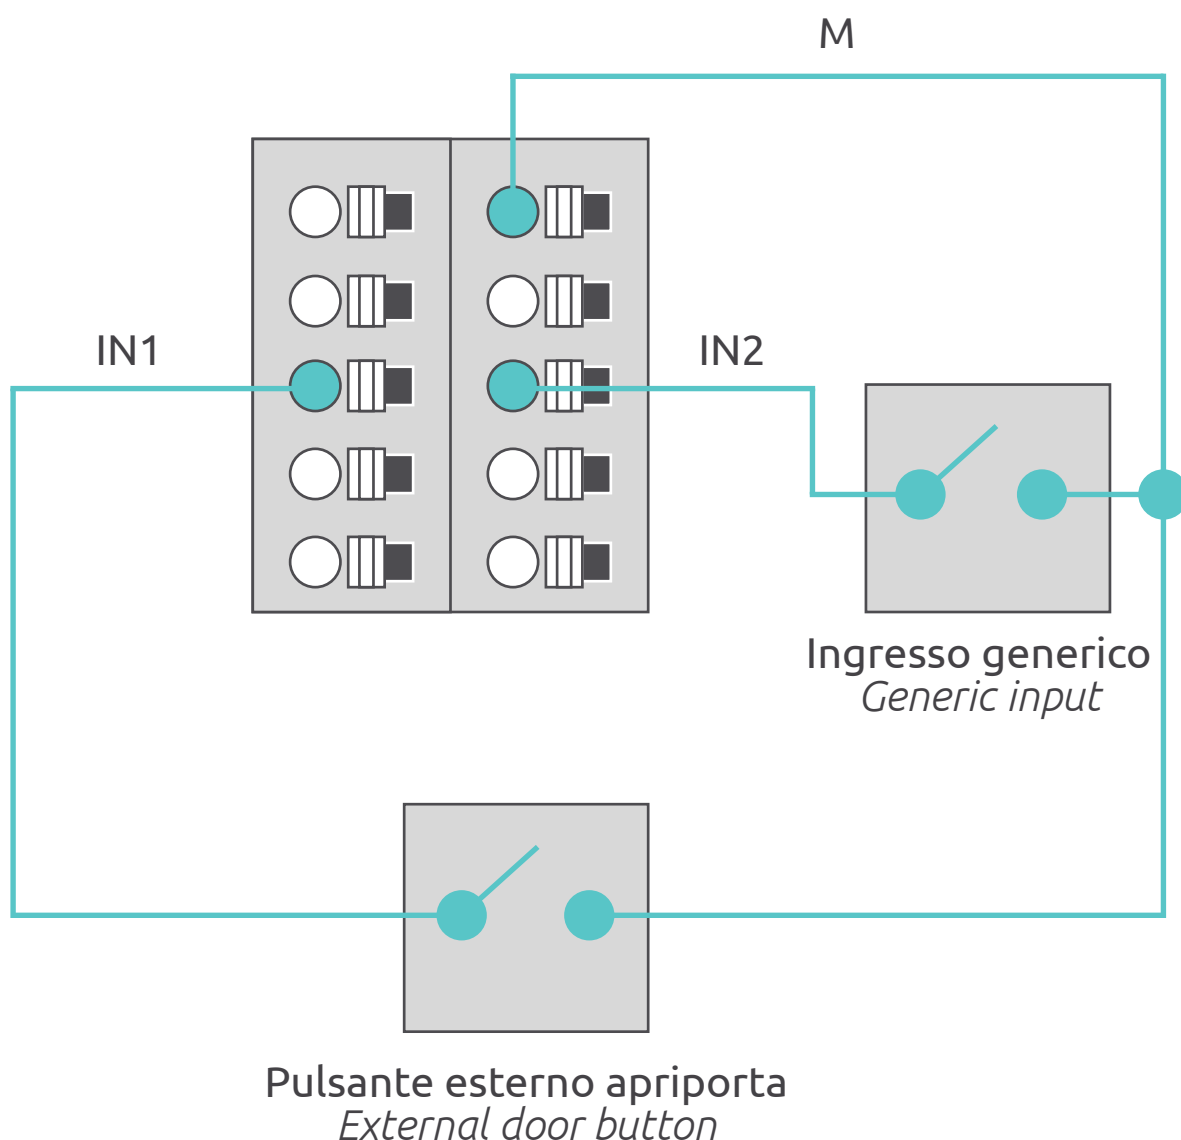 M
IN1
IN2
Ingresso generico
Generic input
Pulsante esterno apriporta
External door button